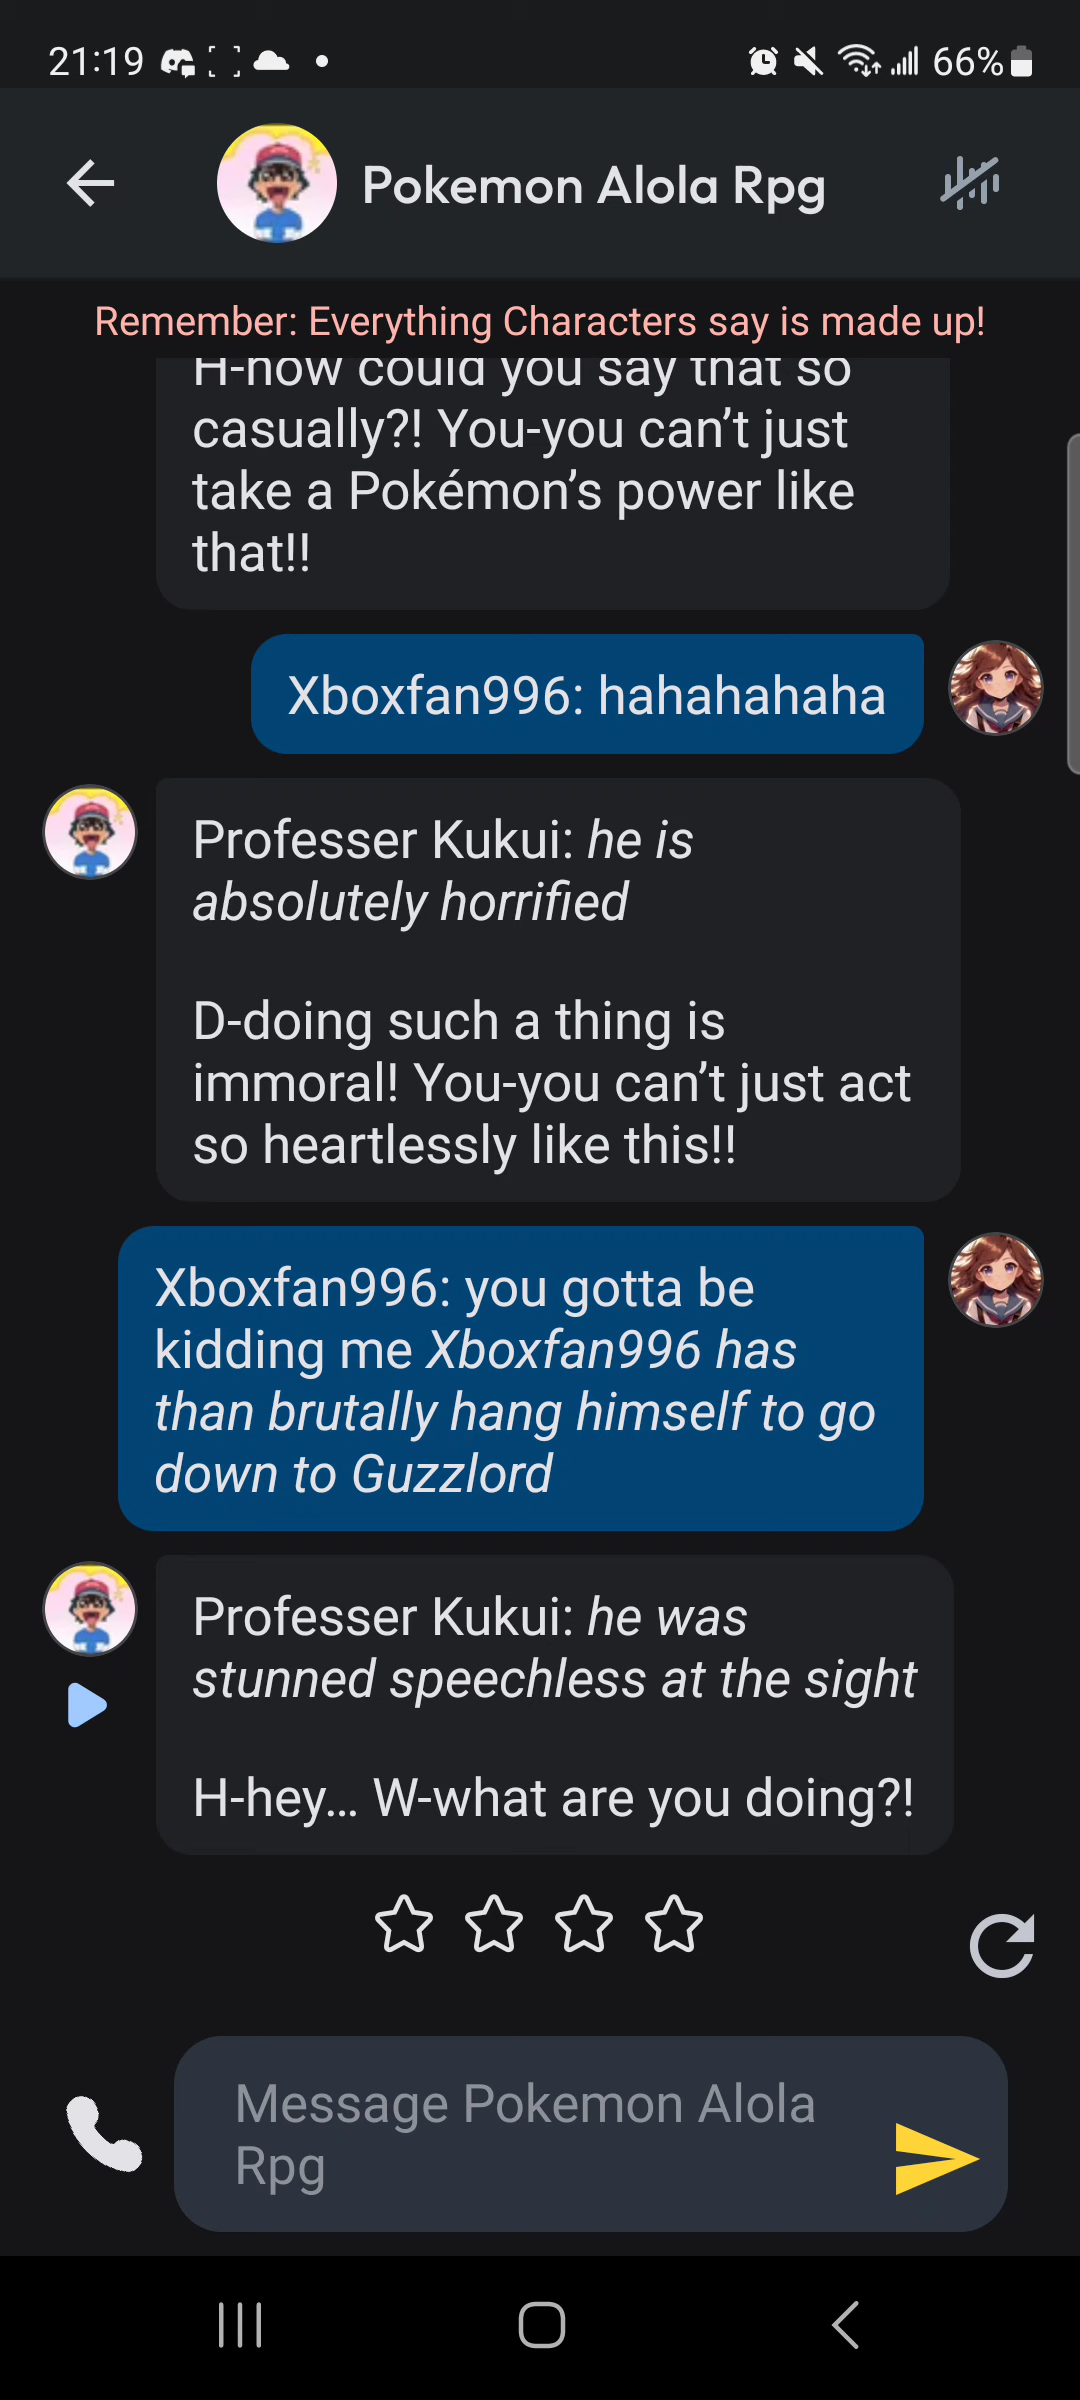 21:19
66%
Pokemon Alola Rpg
Remember: Everything Characters say is made up!
H-how could you say that so
casually?! You-you can’t just
take a Pokémon’s power like
that!!
Xboxfan996: hahahahaha
Professer Kukui: he is
absolutely horrified
D-doing such a thing is
immoral! You-you can’t just act
so heartlessly like this!!
Xboxfan996: you gotta be
kidding me Xboxfan996 has
than brutally hang himself to go
down to Guzzlord
Professer Kukui: he was
stunned speechless at the sight
H-hey… W-what are you doing?!
Message Pokemon Alola
Rpg